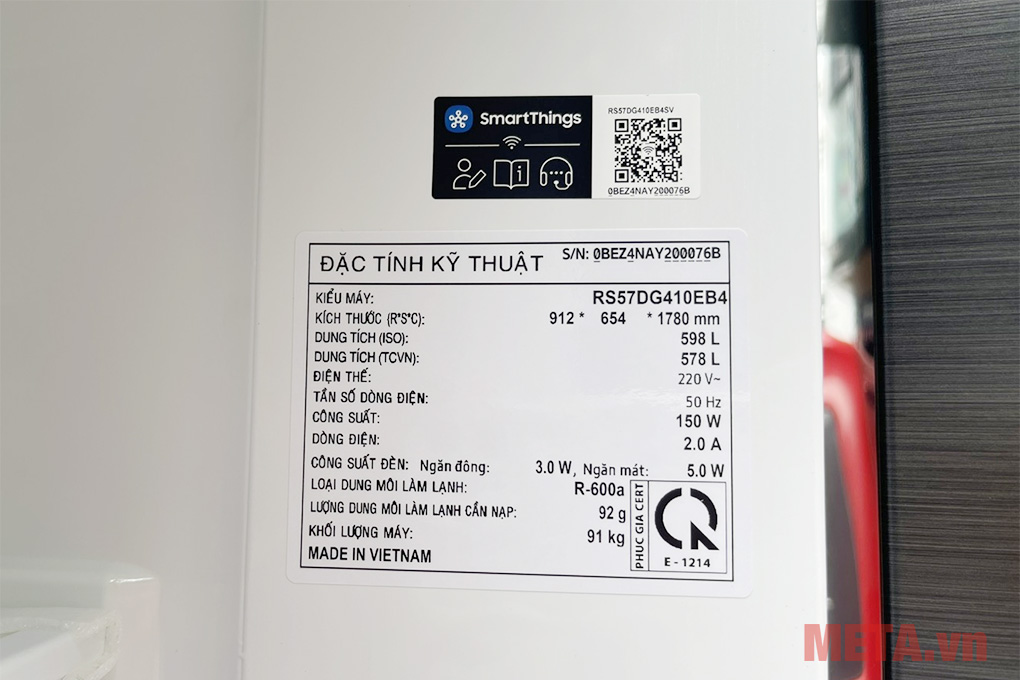 SmartThings
RS57DG410EB4SV
0BEZ4NAY200076B
ĐẶC TÍNH KỸ THUẬT S/N: 0BEZ4NAY200076B
KIỂU MÁY: RS57DG410EB4
KÍCH THƯỚC (R*S*C): 912 * 654 * 1780 mm
DUNG TÍCH (ISO): 598 L
DUNG TÍCH (TCVN): 578 L
ĐIỆN THẾ: 220 V~
TẦN SỐ DÒNG ĐIỆN: 50 Hz
CÔNG SUẤT: 150 W
DÒNG ĐIỆN: 2.0 A
CÔNG SUẤT ĐÈN: Ngăn đông: 3.0 W, Ngăn mát: 5.0 W
LOẠI DUNG MÔI LÀM LẠNH: R-600a
LƯỢNG DUNG MÔI LÀM LẠNH CẦN NẠP: 92 g
KHỐI LƯỢNG MÁY: 91 kg
MADE IN VIETNAM
PHUC GIA CERT
E - 1214
META.vn